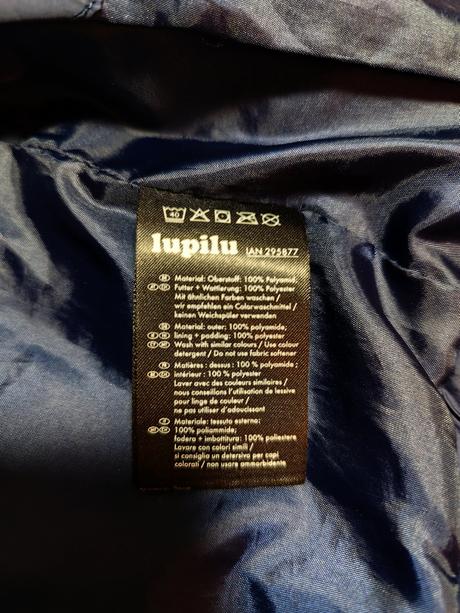 40
lupilu IAN 295877
Material: Oberstoff: 100% Polyamid;
Futter + Wattierung: 100% Polyester
Mit ähnlichen Farben waschen /
wir empfehlen ein Colorwaschmittel /
keinen Weichspüler verwenden
Material: outer: 100% polyamide;
lining + padding: 100% polyester
Wash with similar colours / Use colour
detergent / Do not use fabric softener
Matières: dessus : 100 % polyamide ;
intérieur : 100 % polyester
Laver avec des couleurs similaires /
nous conseillons l'utilisation de lessive
pour linge de couleur /
ne pas utiliser d'adoucissant
Materiale: tessuto esterno:
100% poliammide;
fodera + imbottitura: 100% poliestere
Lavare con colori simili /
si consiglia un detersivo per capi
colorati / non usare ammorbidente